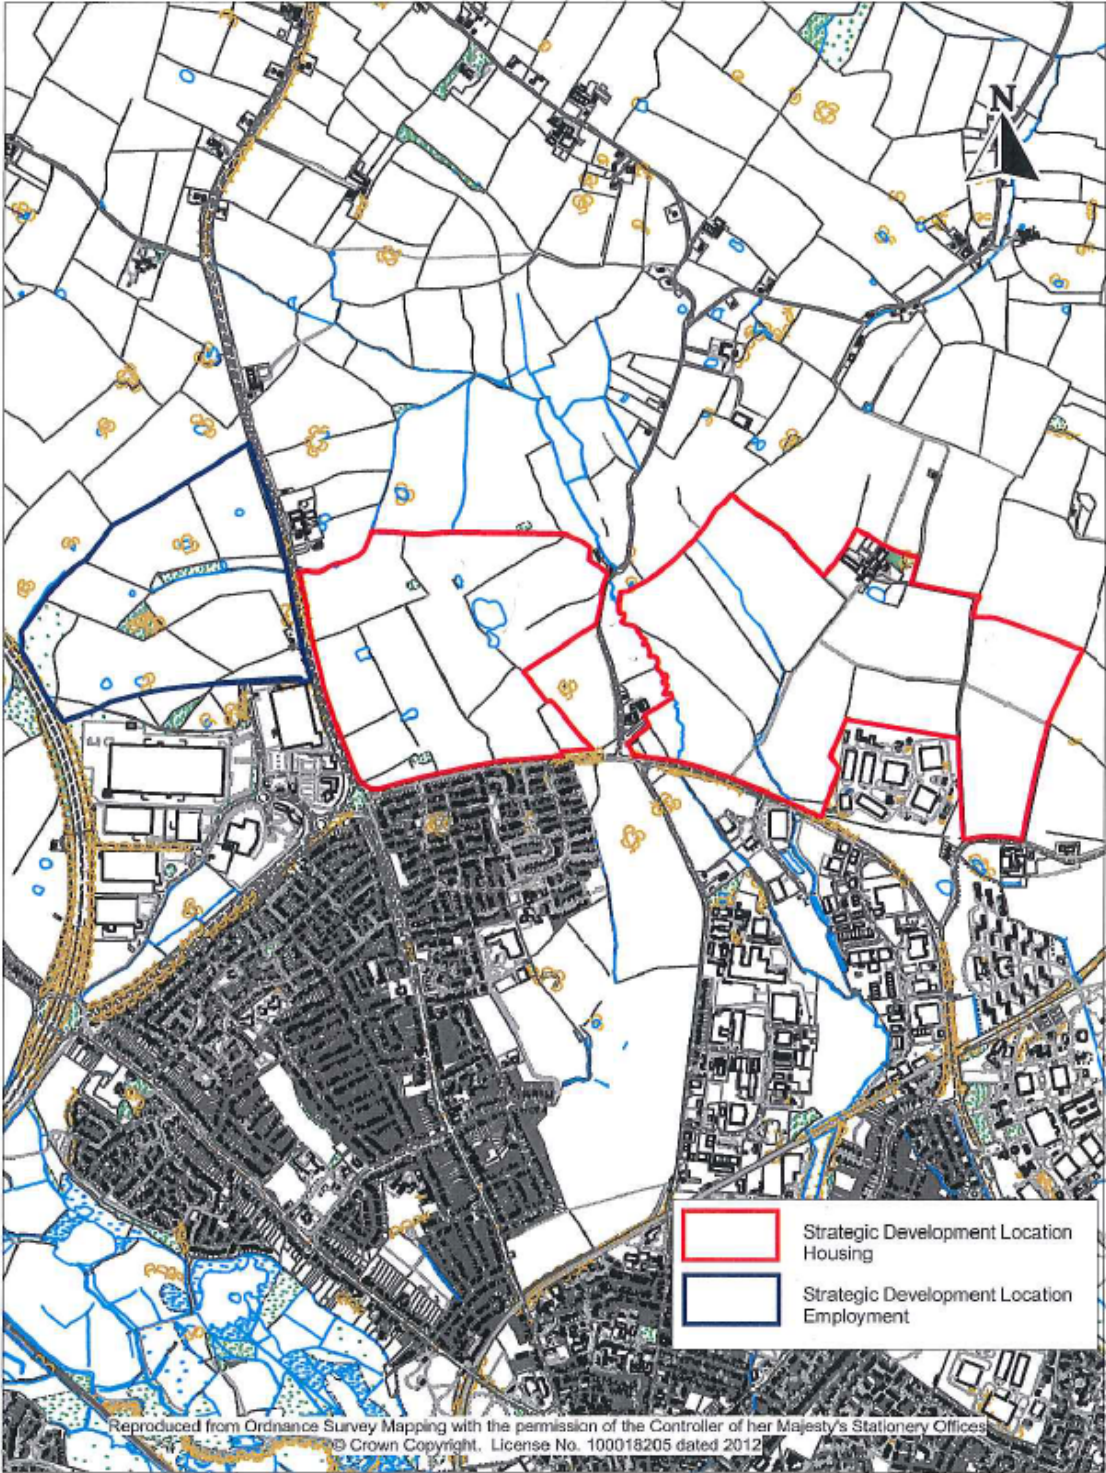 N
Strategic Development Location
Housing
Strategic Development Location
Employment
Reproduced from Ordnance Survey Mapping with the permission of the Controller of her Majesty's Stationery Offices
© Crown Copyright. License No. 100018205 dated 2012